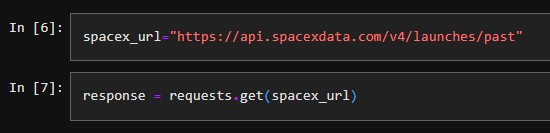 In [6]: spacex_url="https://api.spacexdata.com/v4/launches/past"
In [7]: response = requests.get(spacex_url)